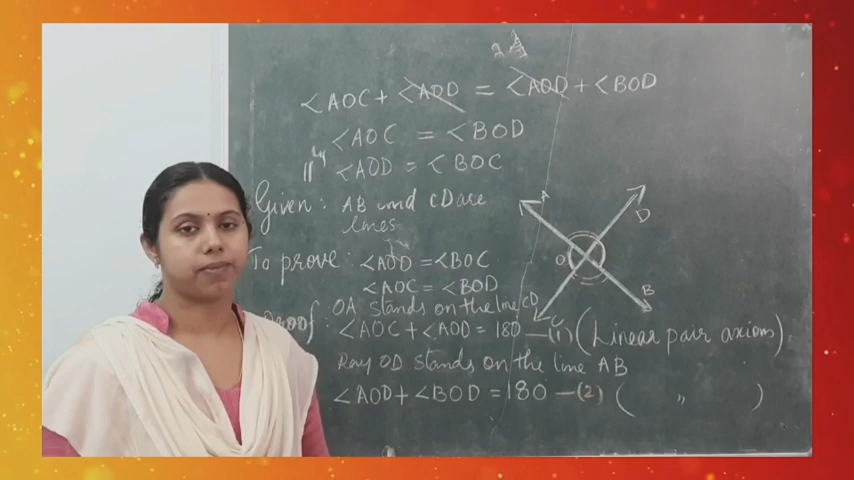 <AOC + <AOD = <AOD + <BOD
<AOC = <BOD
|||ly <AOD = <BOC
Given : AB and CD are
lines
To prove : <AOD = <BOC
<AOC = <BOD
Proof : OA stands on the line CD
<AOC + <AOD = 180 — (1) (Linear pair axiom)
Ray OD stands on the line AB
<AOD + <BOD = 180 — (2) ( " )
A
D
O
B
C